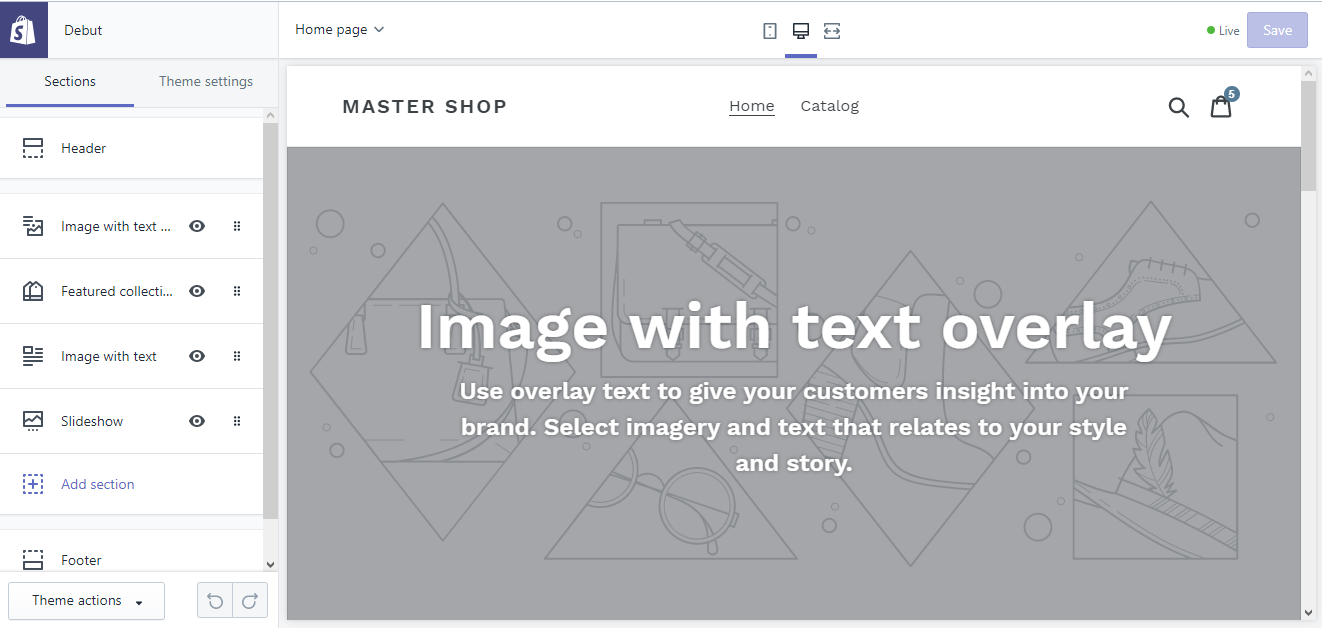 Debut
Home page
Live
Save
Sections
Theme settings
Header
Image with text ...
Featured collecti...
Image with text
Slideshow
Add section
Footer
Theme actions
MASTER SHOP
Home
Catalog
5
Image with text overlay
Use overlay text to give your customers insight into your
brand. Select imagery and text that relates to your style
and story.